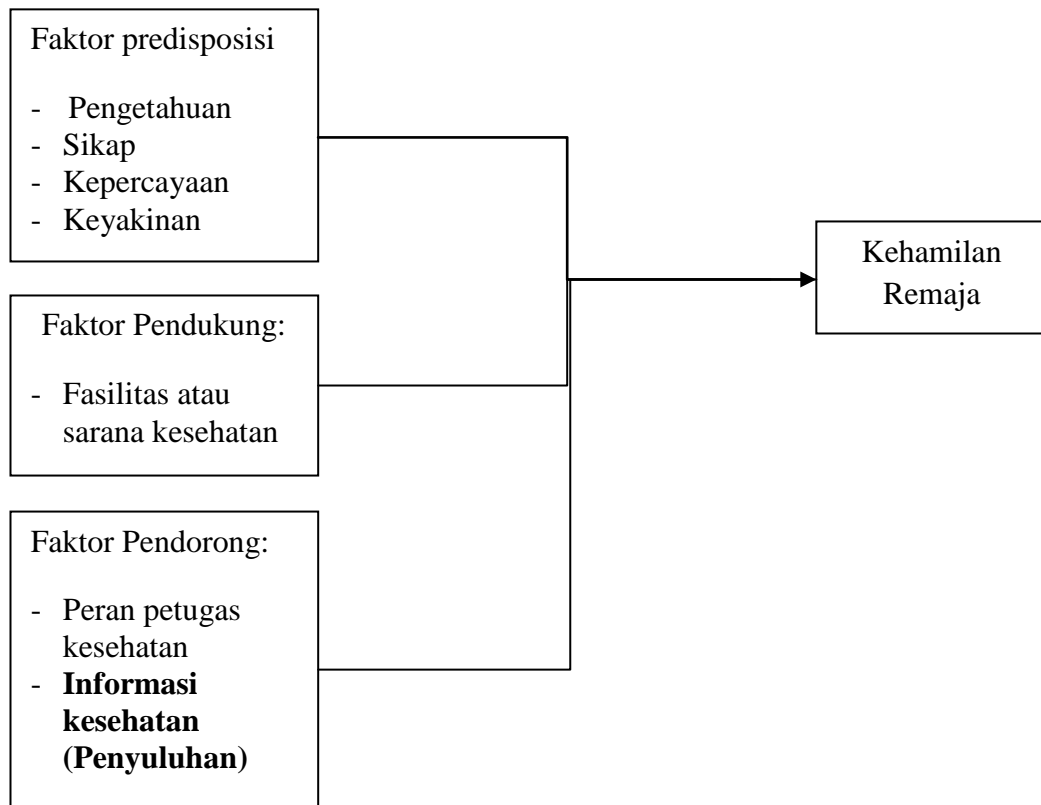 Faktor predisposisi
- Pengetahuan
- Sikap
- Kepercayaan
- Keyakinan
Faktor Pendukung:
- Fasilitas atau
sarana kesehatan
Faktor Pendorong:
- Peran petugas
kesehatan
- Informasi
kesehatan
(Penyuluhan)
Kehamilan
Remaja